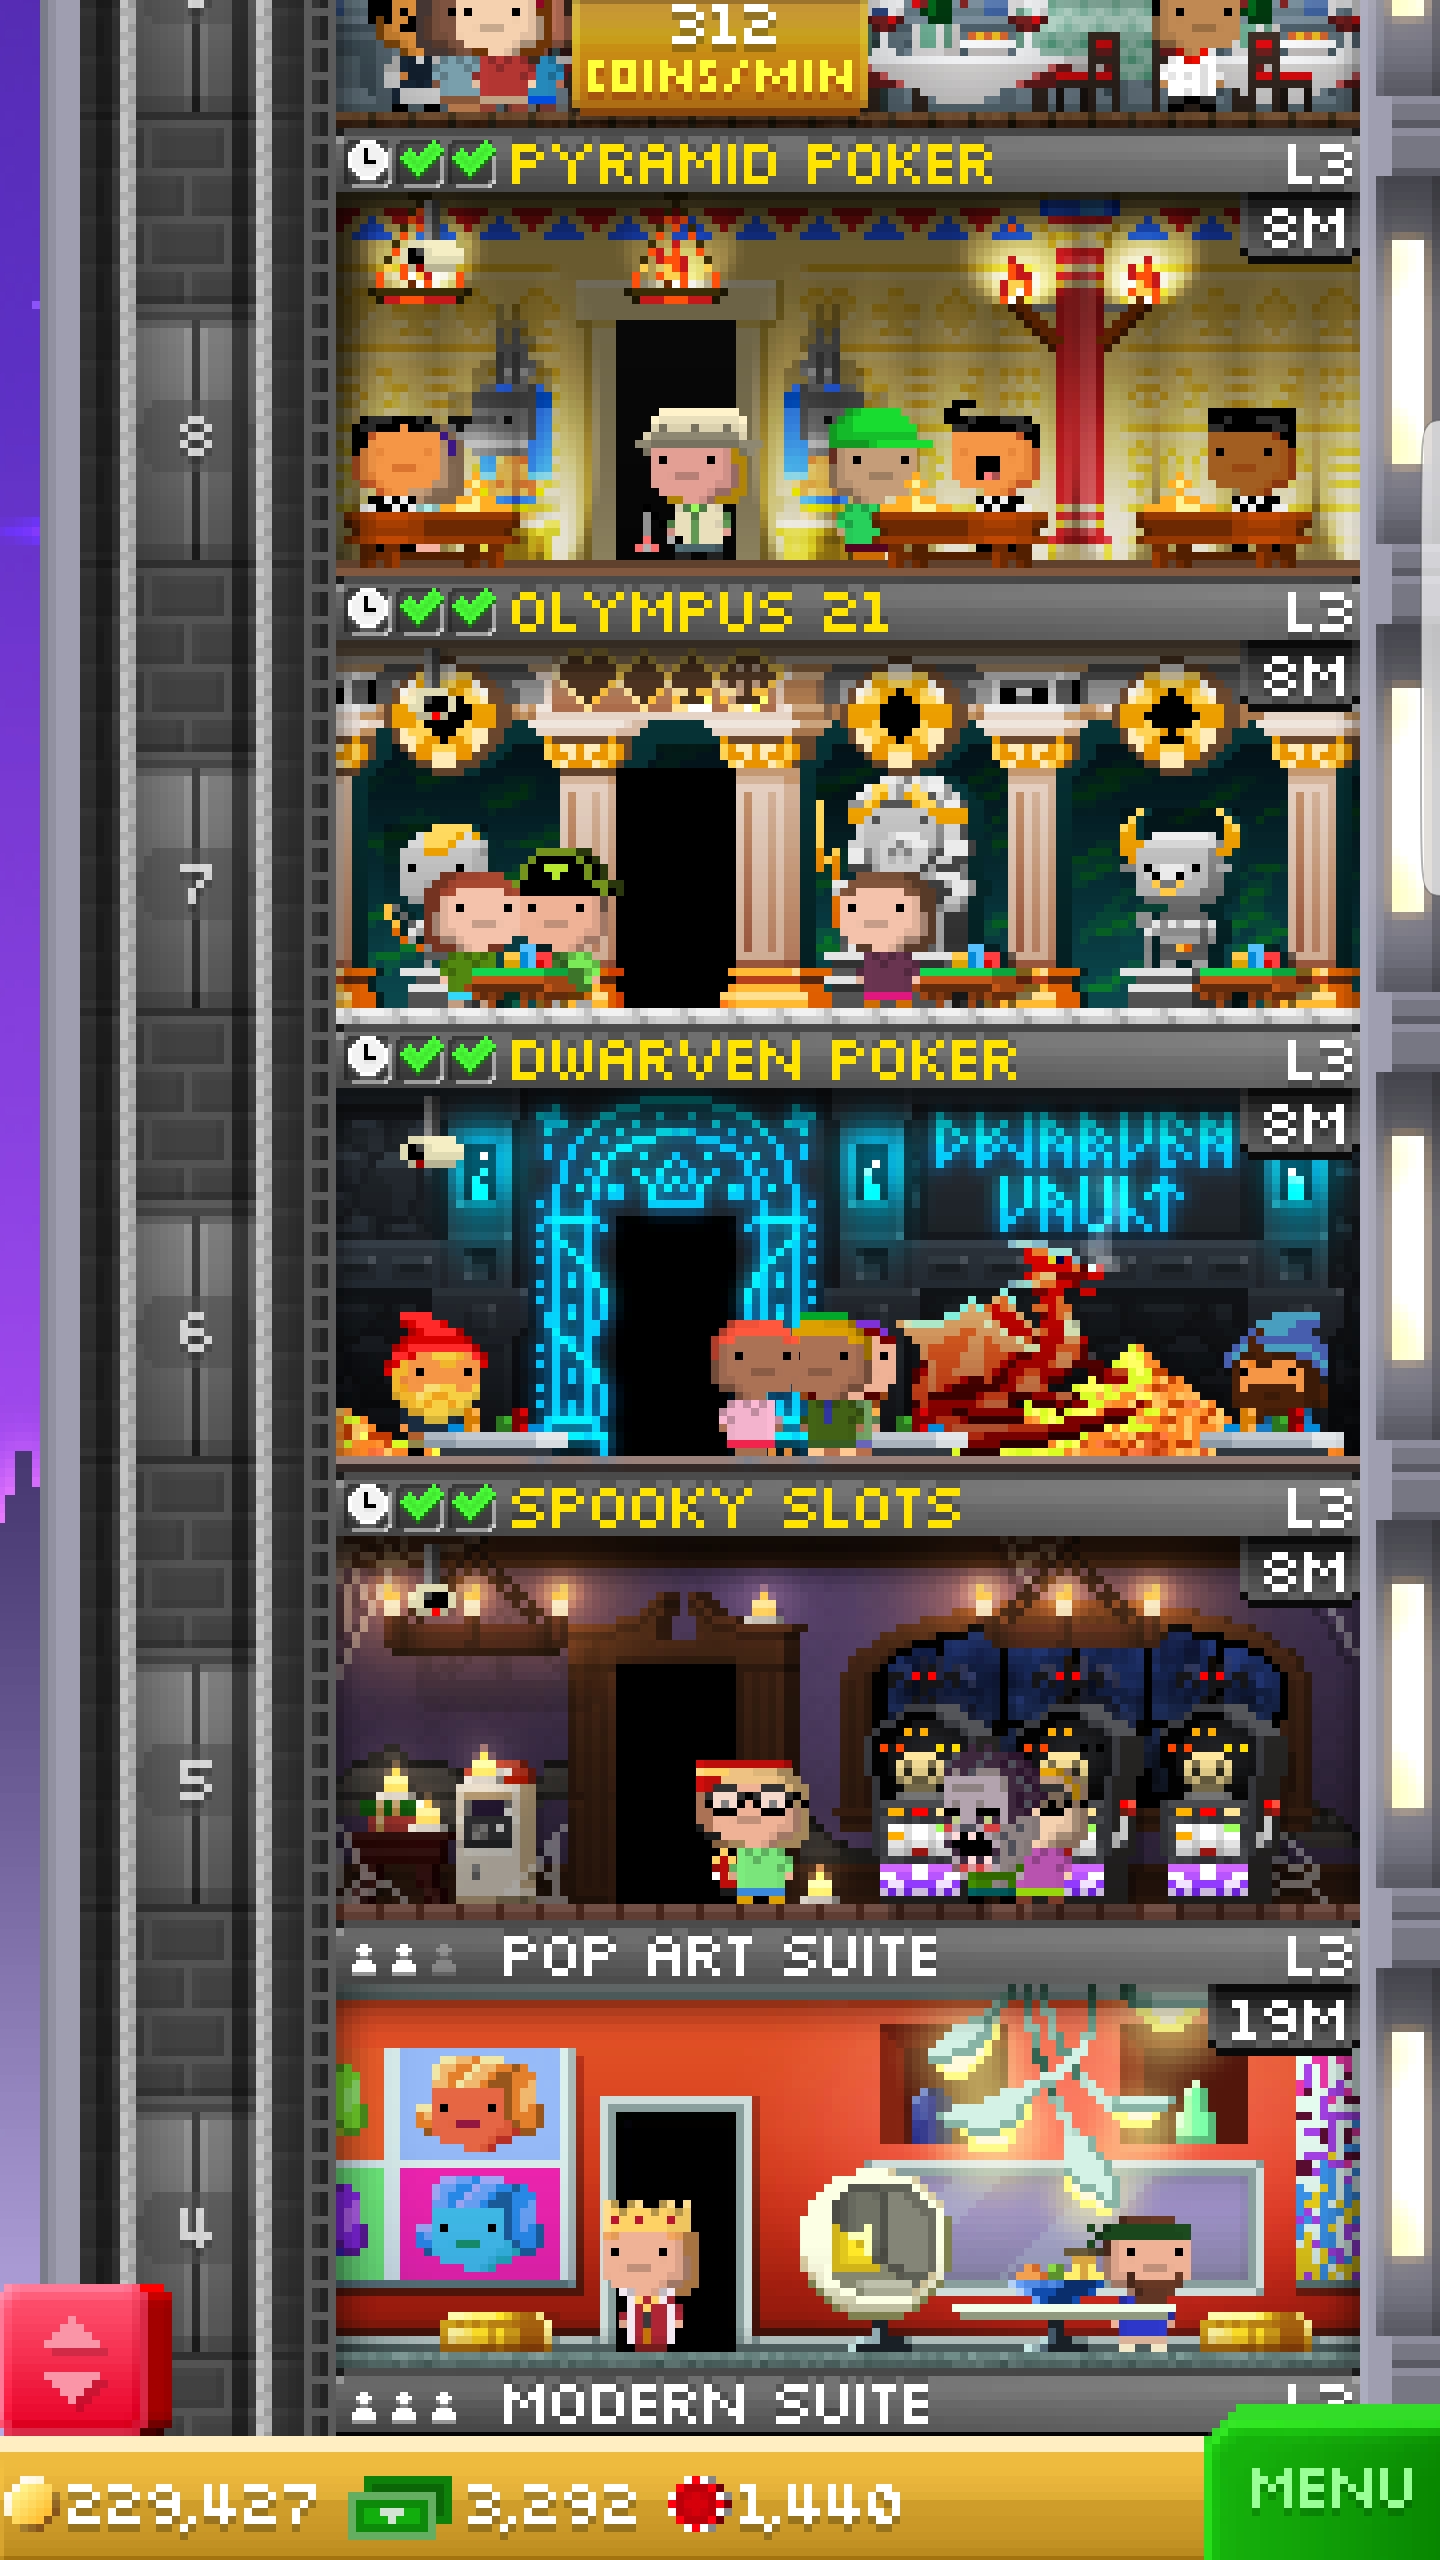 312
COINS/MIN
PYRAMID POKER L3
8M
8
OLYMPUS 21 L3
8M
7
DWARVEN POKER L3
8M
DWARVEN
VAULT
6
SPOOKY SLOTS L3
8M
5
POP ART SUITE L3
19M
4
MODERN SUITE L3
229,427 3,292 1,440
MENU